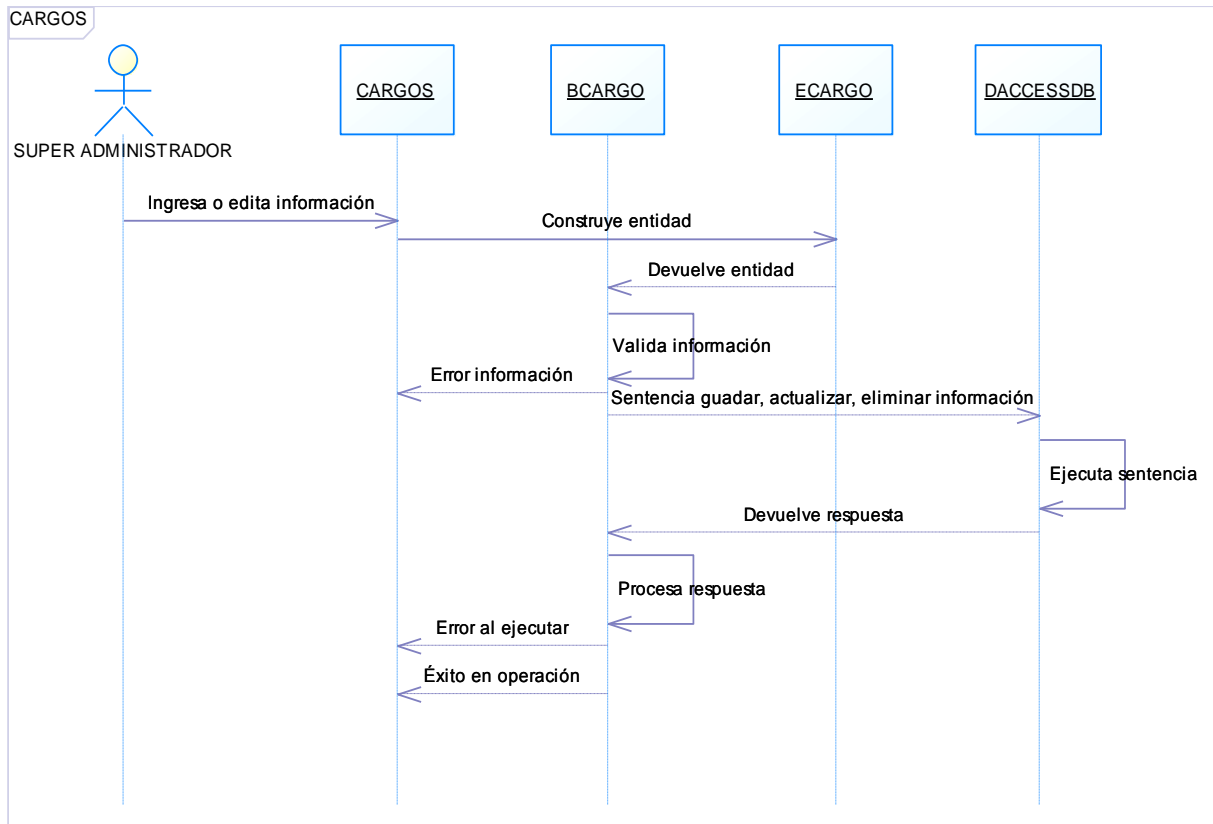 CARGOS
CARGOS
BCARGO
ECARGO
DACCESSDB
SUPER ADMINISTRADOR
Ingresa o edita información
Construye entidad
Devuelve entidad
Valida información
Error información
Sentencia guadar, actualizar, eliminar información
Ejecuta sentencia
Devuelve respuesta
Procesa respuesta
Error al ejecutar
Éxito en operación